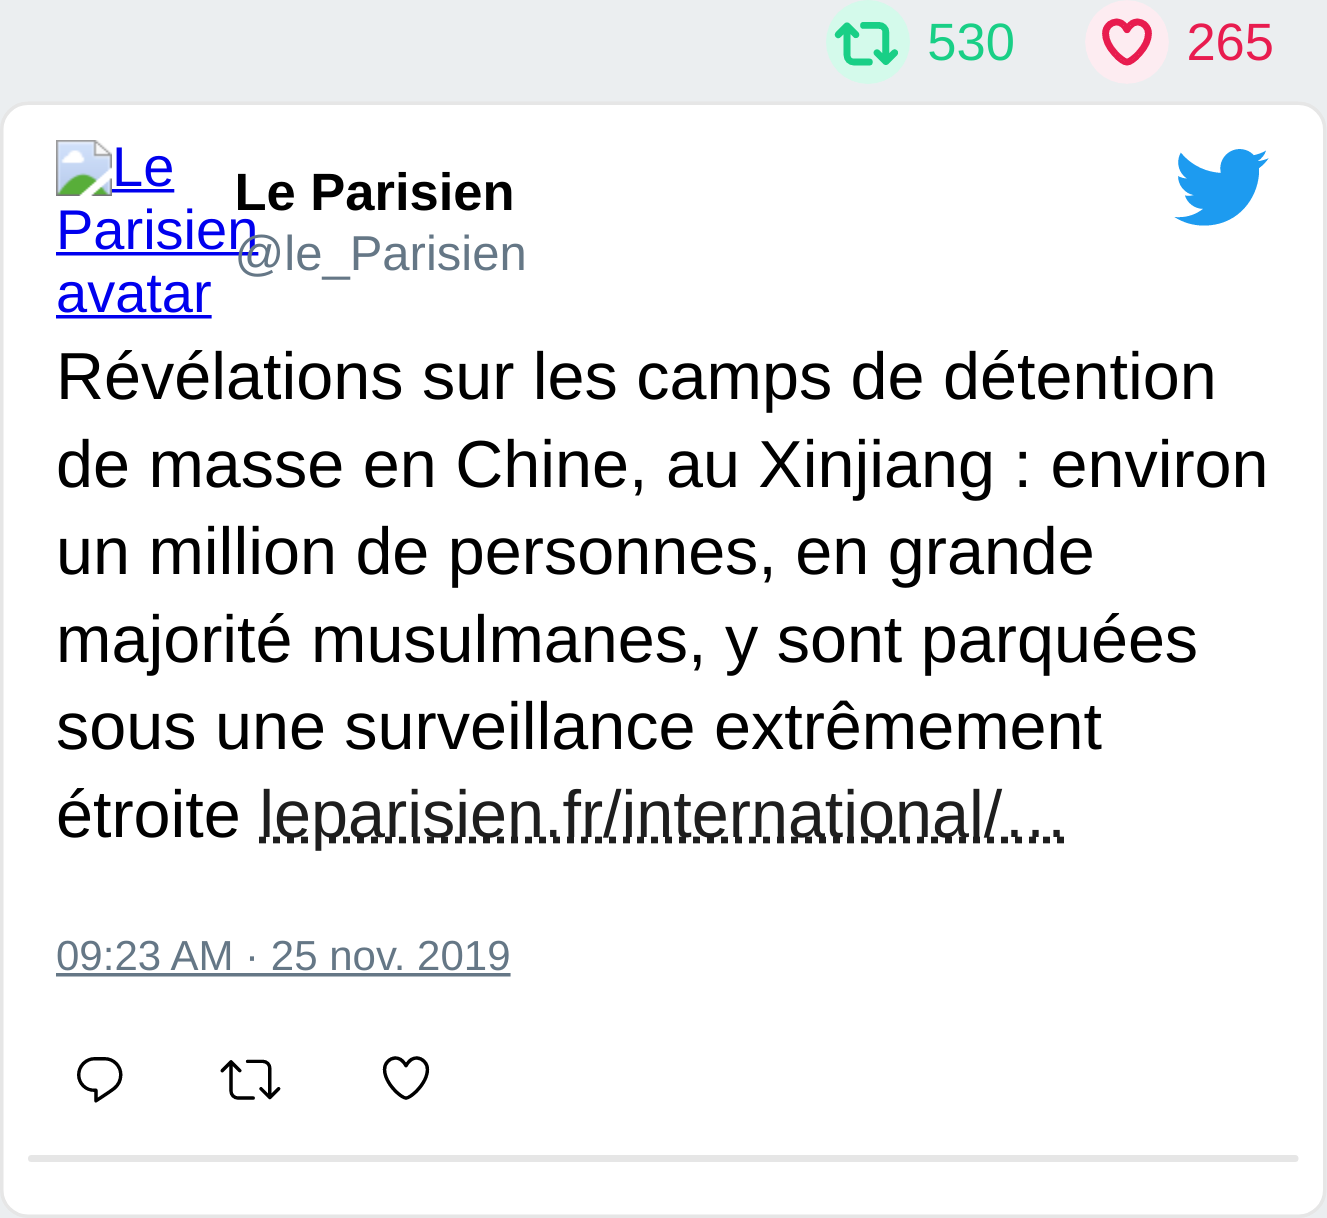 530 265
Le Parisien avatar
Le Parisien
@le_Parisien
Révélations sur les camps de détention
de masse en Chine, au Xinjiang : environ
un million de personnes, en grande
majorité musulmanes, y sont parquées
sous une surveillance extrêmement
étroite leparisien.fr/international/…
09:23 AM · 25 nov. 2019